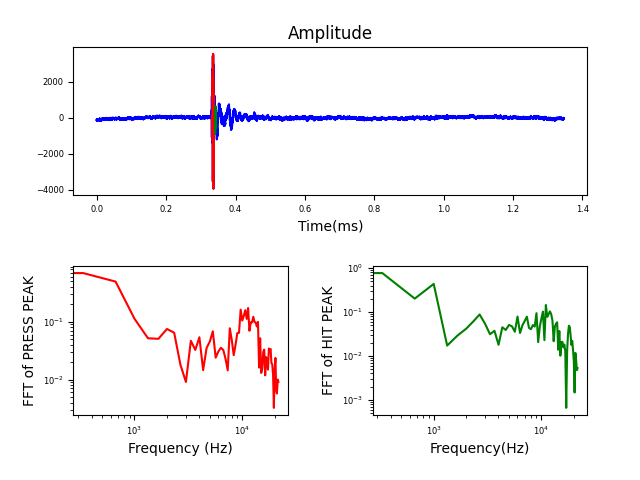 Amplitude
2000
0
−2000
−4000
0.0 0.2 0.4 0.6 0.8 1.0 1.2 1.4
Time(ms)
FFT of PRESS PEAK
10⁻¹
10⁻²
10³ 10⁴
Frequency (Hz)
FFT of HIT PEAK
10⁰
10⁻¹
10⁻²
10⁻³
10³ 10⁴
Frequency(Hz)